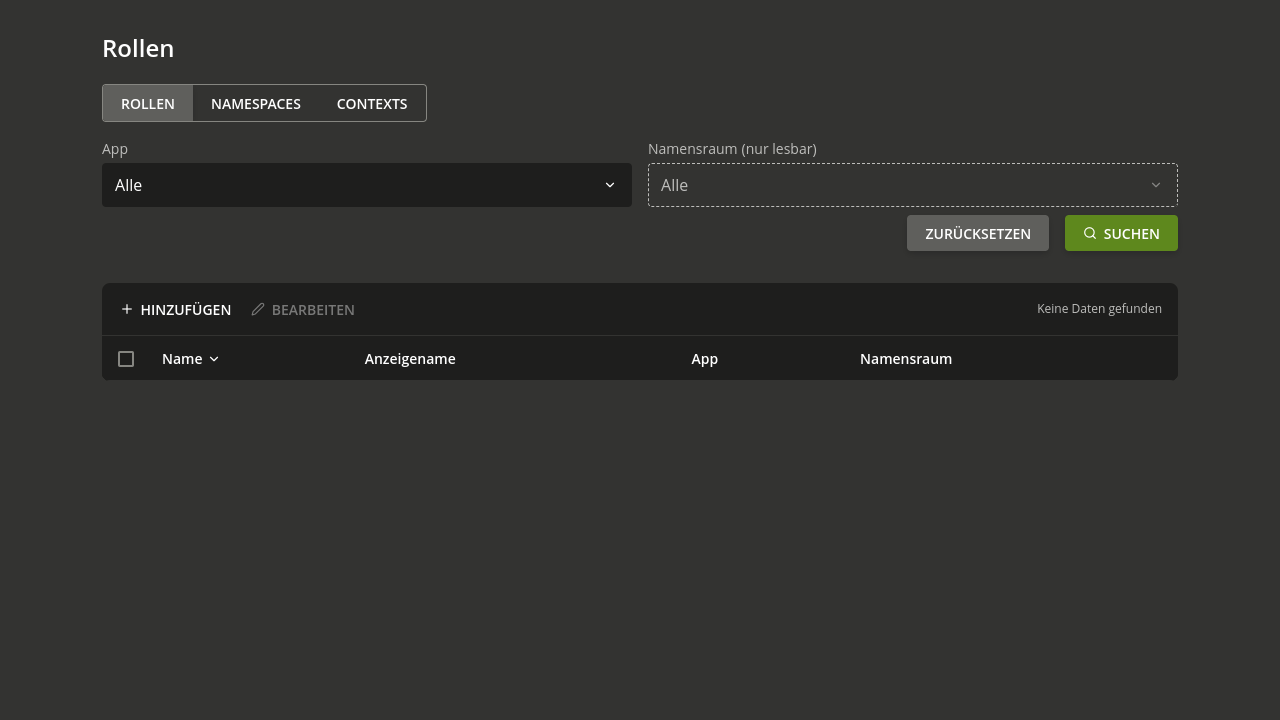 Rollen
ROLLEN NAMESPACES CONTEXTS
App Namensraum (nur lesbar)
Alle Alle
ZURÜCKSETZEN SUCHEN
HINZUFÜGEN BEARBEITEN Keine Daten gefunden
Name Anzeigename App Namensraum